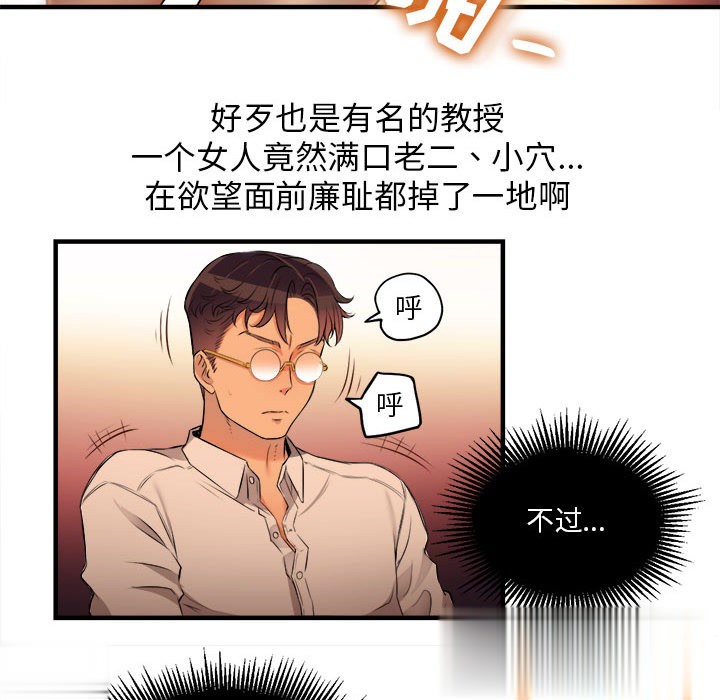 好歹也是有名的教授
一个女人竟然满口老二、小穴...
在欲望面前廉耻都掉了一地啊
呼
呼
不过...